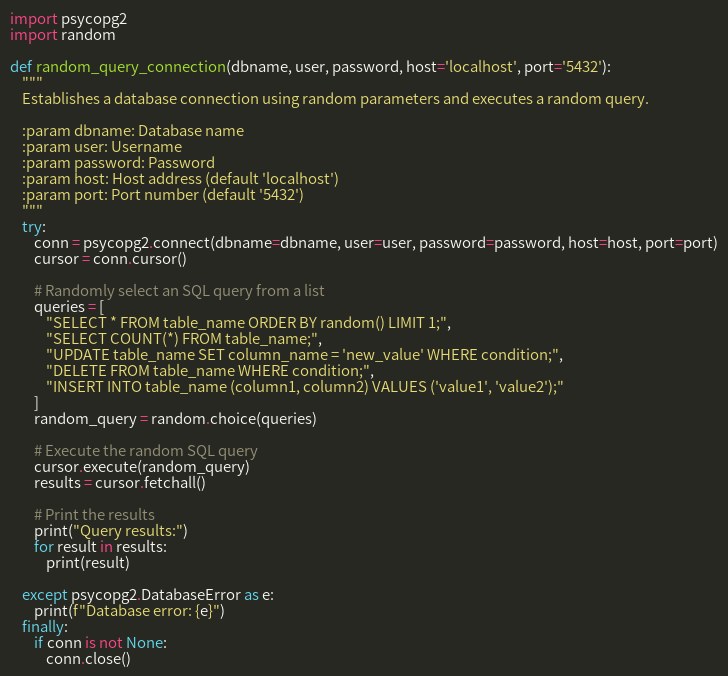 import psycopg2
import random

def random_query_connection(dbname, user, password, host='localhost', port='5432'):
    """
    Establishes a database connection using random parameters and executes a random query.

    :param dbname: Database name
    :param user: Username
    :param password: Password
    :param host: Host address (default 'localhost')
    :param port: Port number (default '5432')
    """
    try:
        conn = psycopg2.connect(dbname=dbname, user=user, password=password, host=host, port=port)
        cursor = conn.cursor()

        # Randomly select an SQL query from a list
        queries = [
            "SELECT * FROM table_name ORDER BY random() LIMIT 1;",
            "SELECT COUNT(*) FROM table_name;",
            "UPDATE table_name SET column_name = 'new_value' WHERE condition;",
            "DELETE FROM table_name WHERE condition;",
            "INSERT INTO table_name (column1, column2) VALUES ('value1', 'value2');"
        ]
        random_query = random.choice(queries)

        # Execute the random SQL query
        cursor.execute(random_query)
        results = cursor.fetchall()

        # Print the results
        print("Query results:")
        for result in results:
            print(result)

    except psycopg2.DatabaseError as e:
        print(f"Database error: {e}")
    finally:
        if conn is not None:
            conn.close()